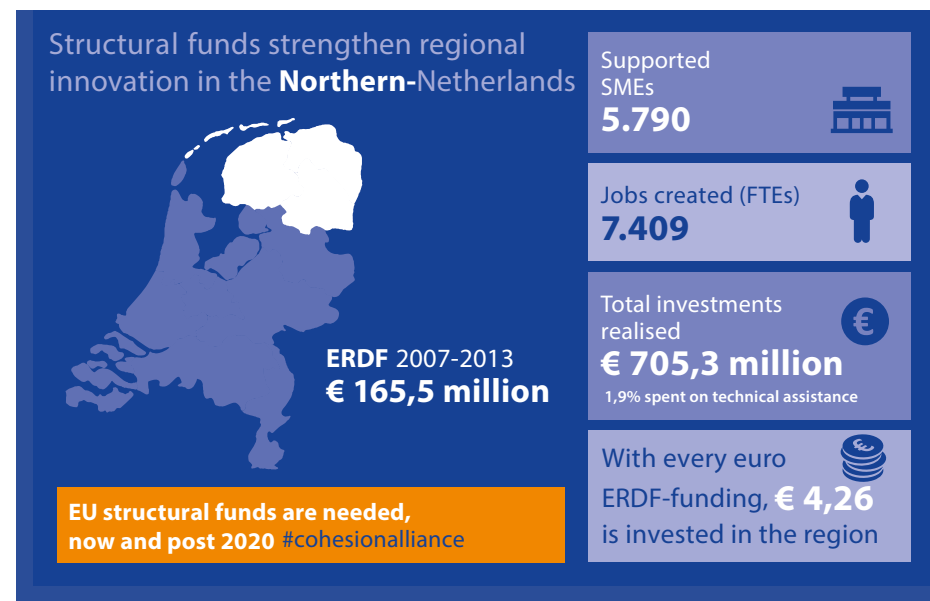 Structural funds strengthen regional
innovation in the Northern-Netherlands
ERDF 2007-2013
€ 165,5 million
EU structural funds are needed,
now and post 2020 #cohesionalliance
Supported
SMEs
5.790
Jobs created (FTEs)
7.409
Total investments
realised
€ 705,3 million
1,9% spent on technical assistance
€
With every euro
ERDF-funding, € 4,26
is invested in the region